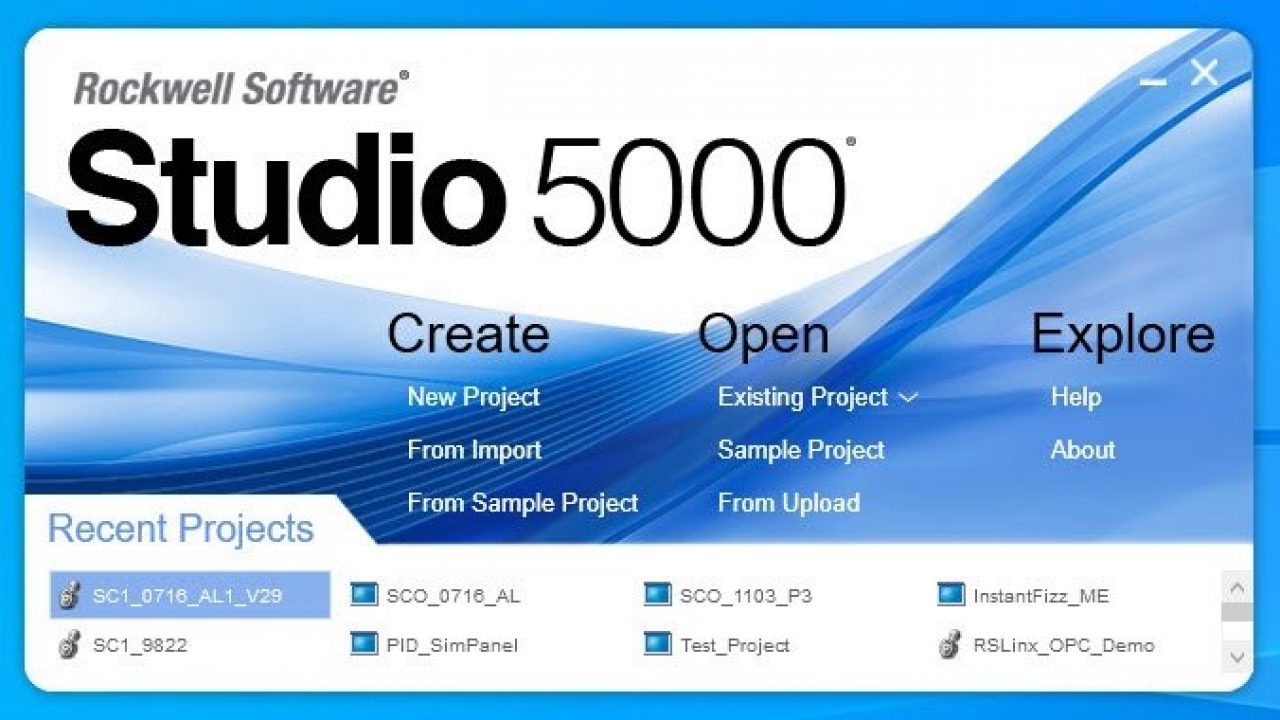 Rockwell Software®
Studio 5000®
Create
New Project
From Import
From Sample Project
Open
Existing Project
Sample Project
From Upload
Explore
Help
About
Recent Projects
SC1_0716_AL1_V29
SCO_0716_AL
SCO_1103_P3
InstantFizz_ME
SC1_9822
PID_SimPanel
Test_Project
RSLinx_OPC_Demo